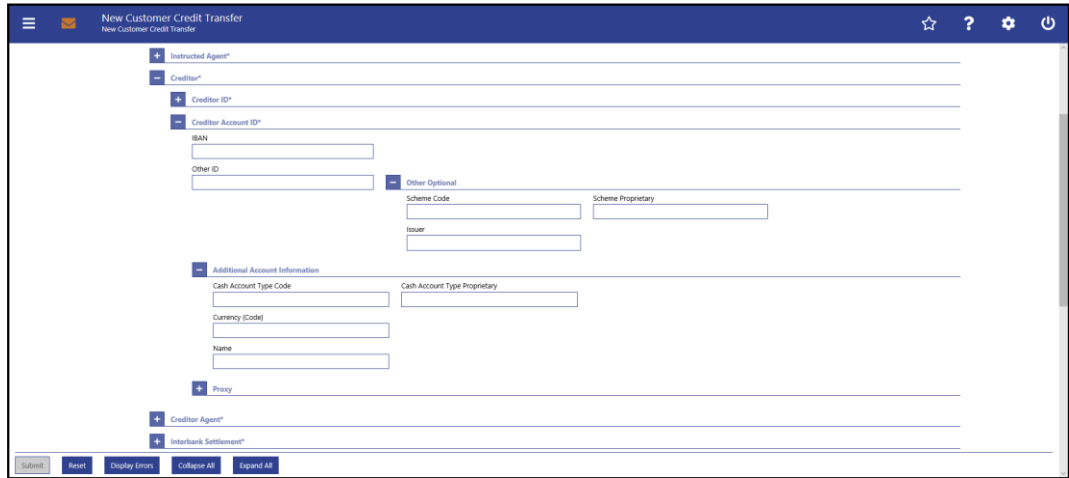 New Customer Credit Transfer
New Customer Credit Transfer
?
+ Instructed Agent*
− Creditor*
+ Creditor ID*
− Creditor Account ID*
IBAN
Other ID
− Other Optional
Scheme Code Scheme Proprietary
Issuer
− Additional Account Information
Cash Account Type Code Cash Account Type Proprietary
Currency (Code)
Name
+ Proxy
+ Creditor Agent*
+ Interbank Settlement*
Submit Reset Display Errors Collapse All Expand All